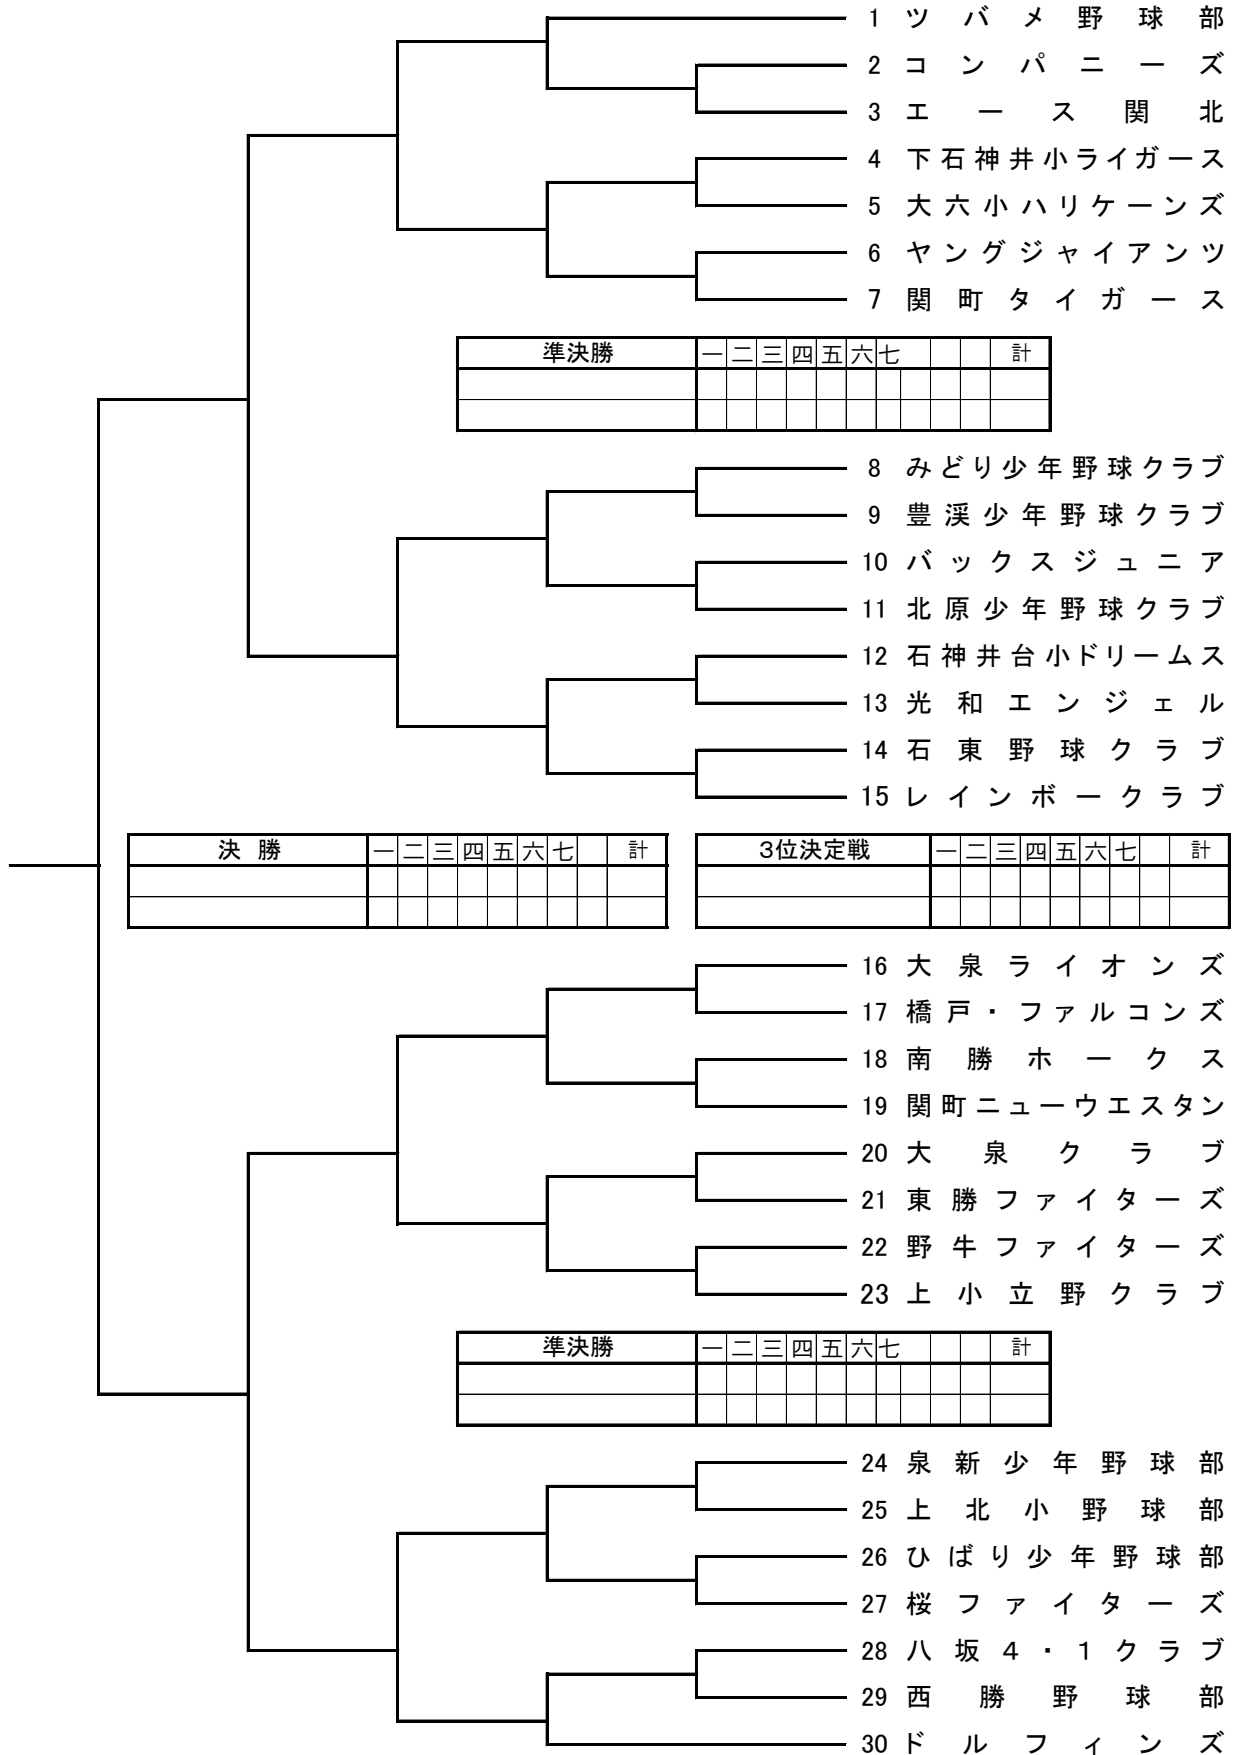 1 ツバメ野球部
2 コンパニーズ
3 エース関北
4 下石神井小ライガース
5 大六小ハリケーンズ
6 ヤングジャイアンツ
7 関町タイガース
準決勝 一 二 三 四 五 六 七 計
8 みどり少年野球クラブ
9 豊渓少年野球クラブ
10 バックスジュニア
11 北原少年野球クラブ
12 石神井台小ドリームス
13 光和エンジェル
14 石東野球クラブ
15 レインボークラブ
決勝 一 二 三 四 五 六 七 計 3位決定戦 一 二 三 四 五 六 七 計
16 大泉ライオンズ
17 橋戸・ファルコンズ
18 南勝ホークス
19 関町ニューウエスタン
20 大泉クラブ
21 東勝ファイターズ
22 野牛ファイターズ
23 上小立野クラブ
準決勝 一 二 三 四 五 六 七 計
24 泉新少年野球部
25 上北小野球部
26 ひばり少年野球部
27 桜ファイターズ
28 八坂4・1クラブ
29 西勝野球部
30 ドルフィンズ